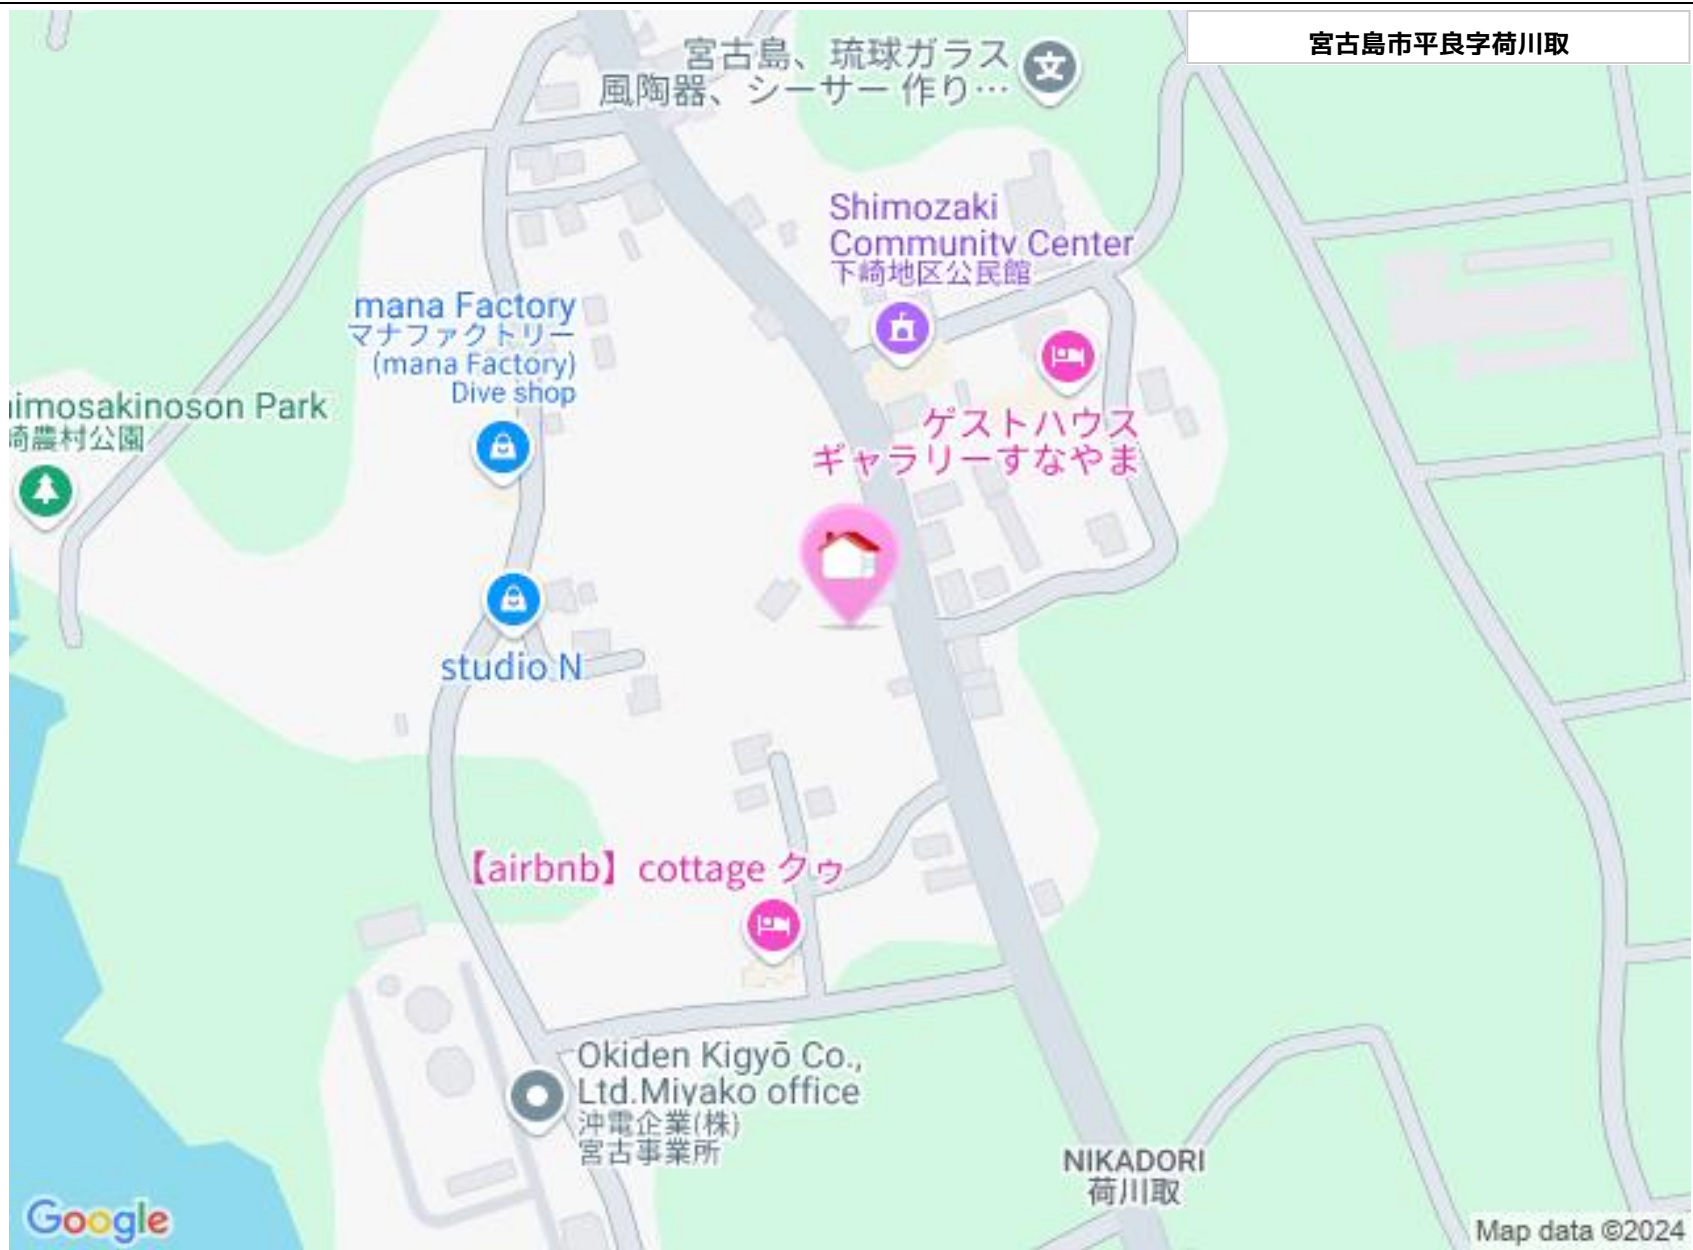 宮古島市平良字荷川取
宮古島、琉球ガラス
風陶器、シーサー 作り…
Shimozaki
Community Center
下崎地区公民館
mana Factory
マナファクトリー
(mana Factory)
Dive shop
imosakinoson Park
崎農村公園
ゲストハウス
ギャラリーすなやま
studio N
【airbnb】cottage クゥ
Okiden Kigyō Co.,
Ltd.Miyako office
沖電企業(株)
宮古事業所
NIKADORI
荷川取
Google
Map data ©2024